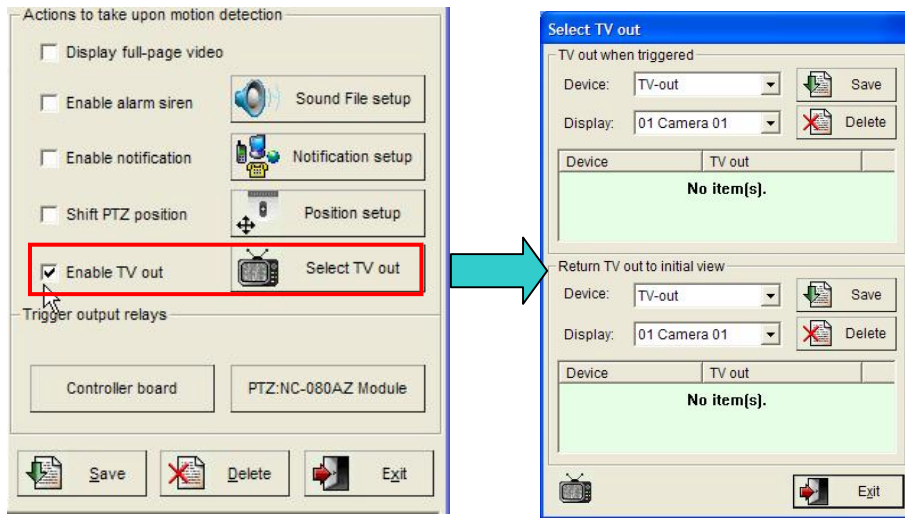 Actions to take upon motion detection
Display full-page video
Enable alarm siren
Sound File setup
Enable notification
Notification setup
Shift PTZ position
Position setup
Enable TV out
Select TV out
Trigger output relays
Controller board
PTZ:NC-080AZ Module
Save
Delete
Exit
Select TV out
TV out when triggered
Device:
TV-out
Save
Display:
01 Camera 01
Delete
Device
TV out
No item(s).
Return TV out to initial view
Device:
TV-out
Save
Display:
01 Camera 01
Delete
Device
TV out
No item(s).
Exit